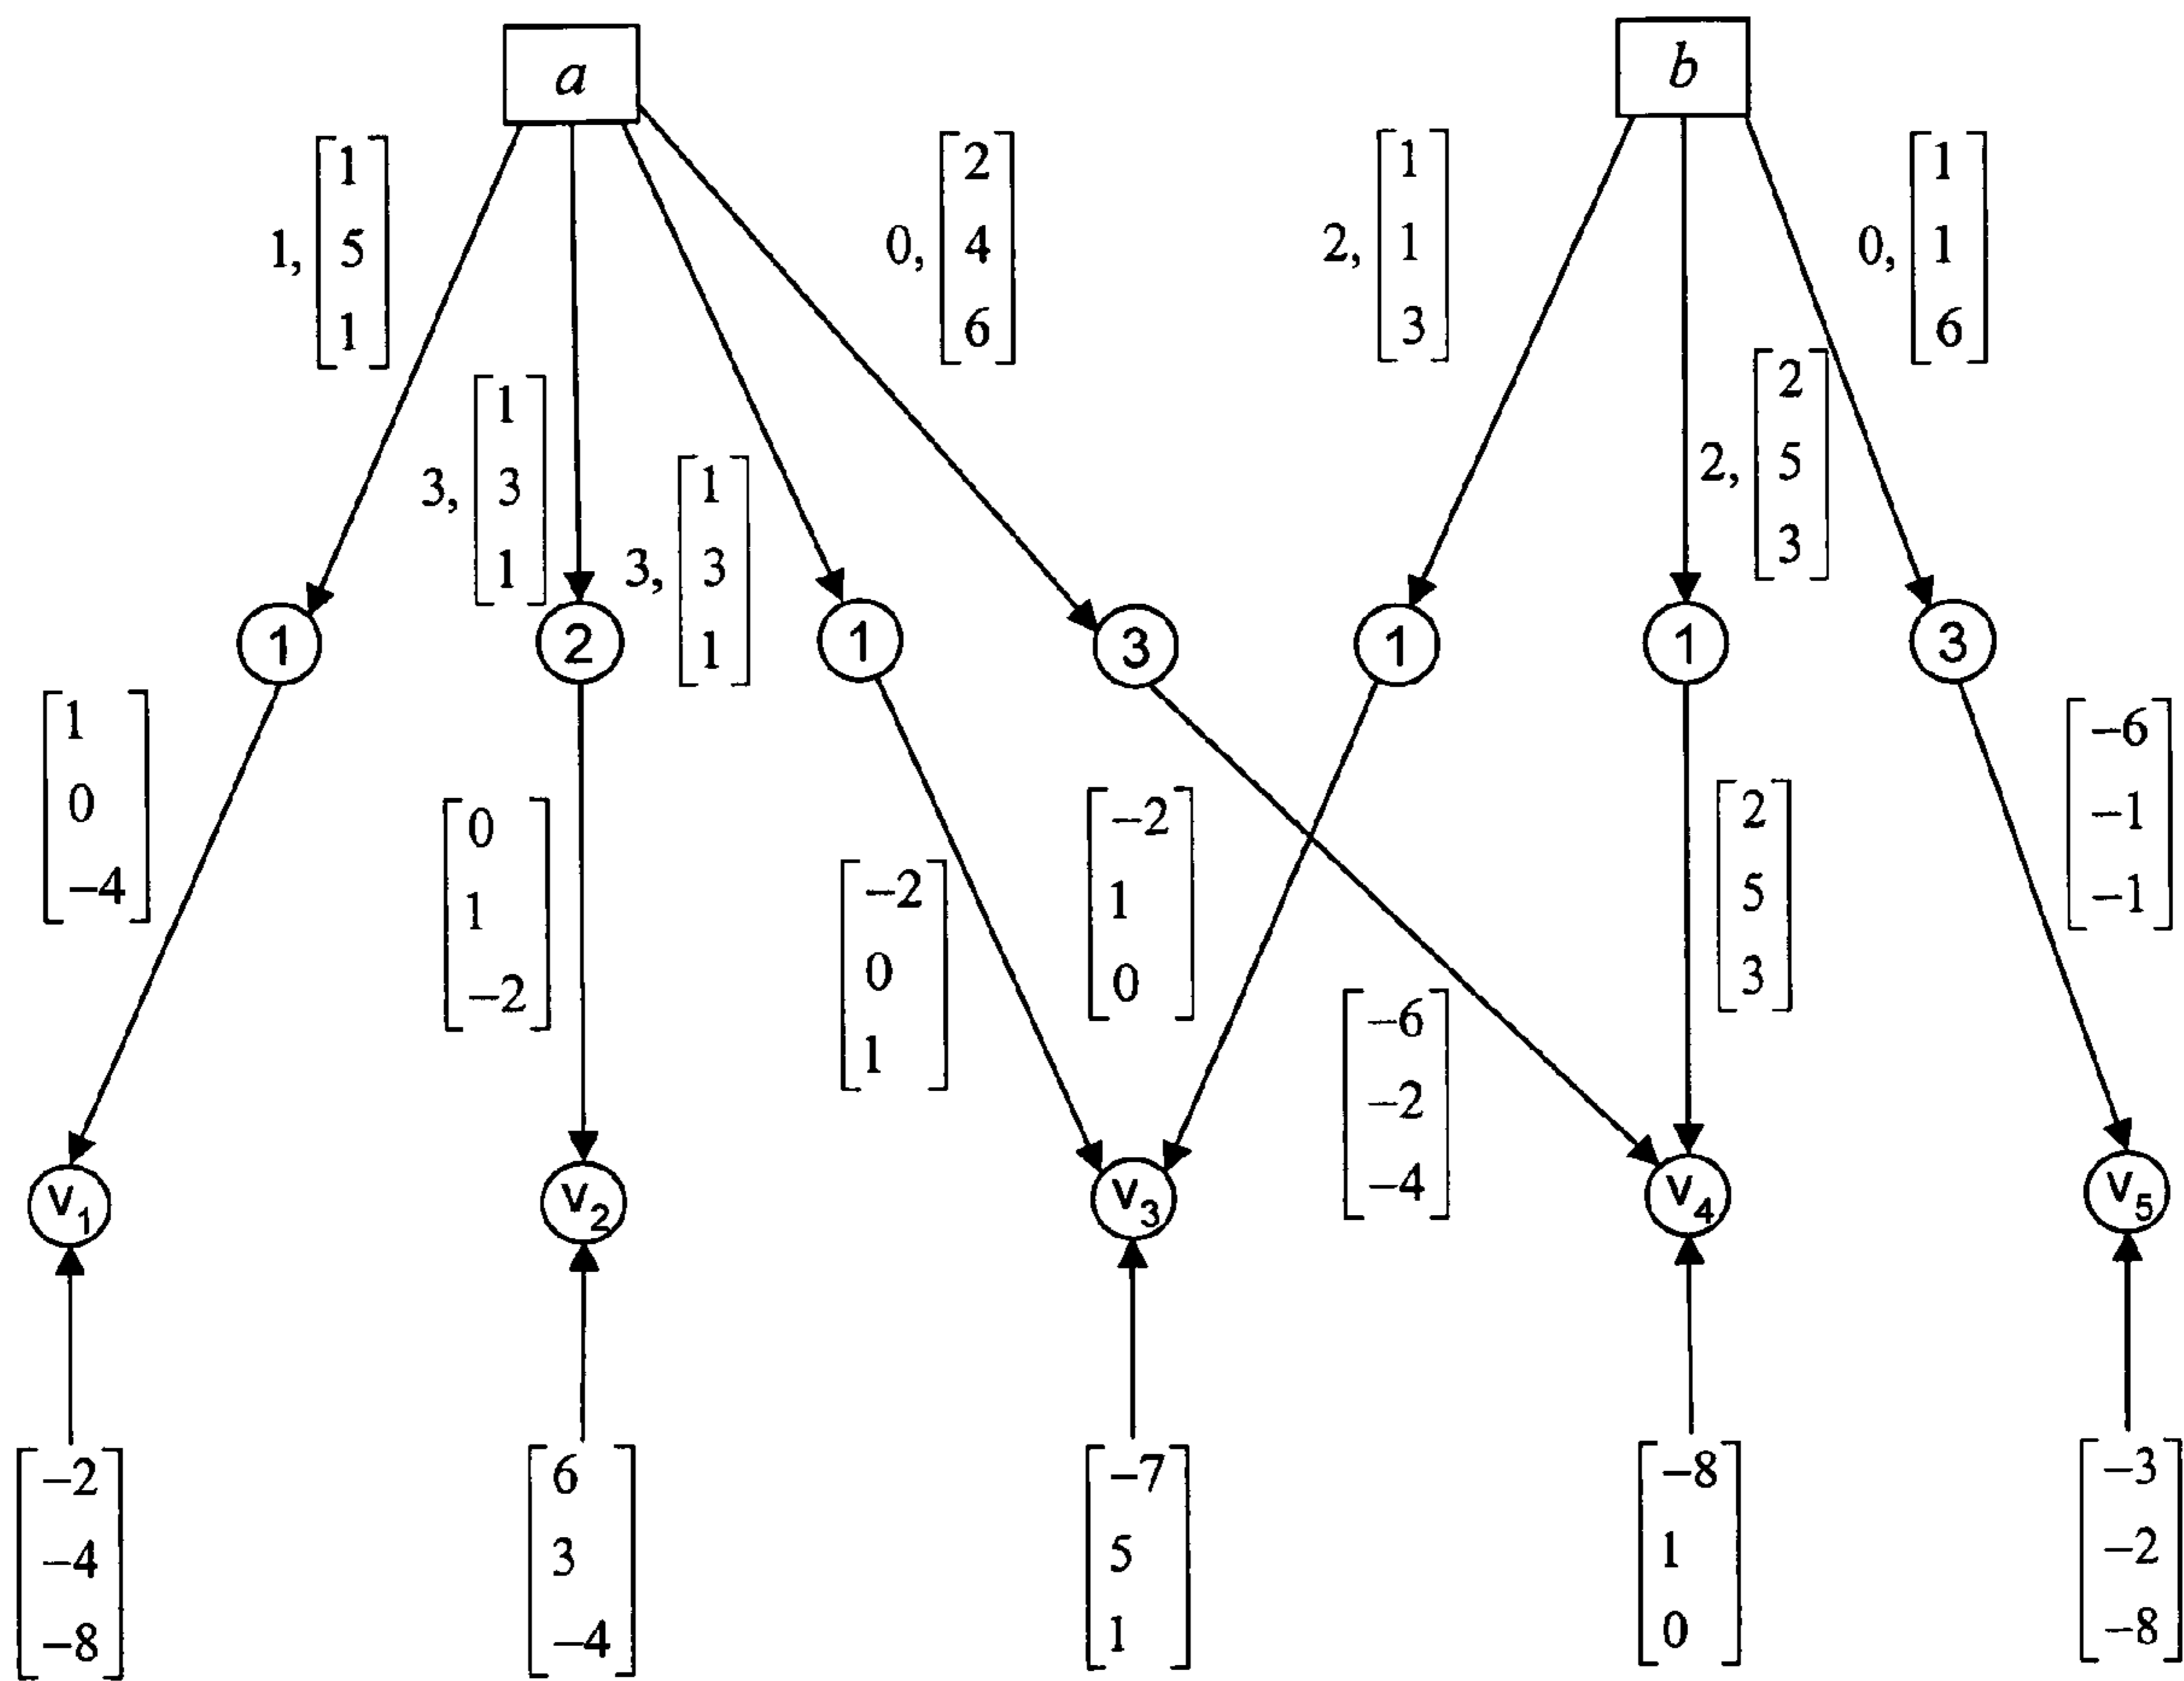 a b
1, [1 5 1]
0, [2 4 6]
2, [1 1 3]
0, [1 1 6]
3, [1 3 1]
3, [1 3 1]
2, [2 5 3]
1 2 1 3 1 1 3
[1 0 -4]
[0 1 -2]
[-2 0 1]
[-2 1 0]
[-6 -2 -4]
[2 5 3]
[-6 -1 -1]
v1 v2 v3 v4 v5
[-2 -4 -8]
[6 3 -4]
[-7 5 1]
[-8 1 0]
[-3 -2 -8]